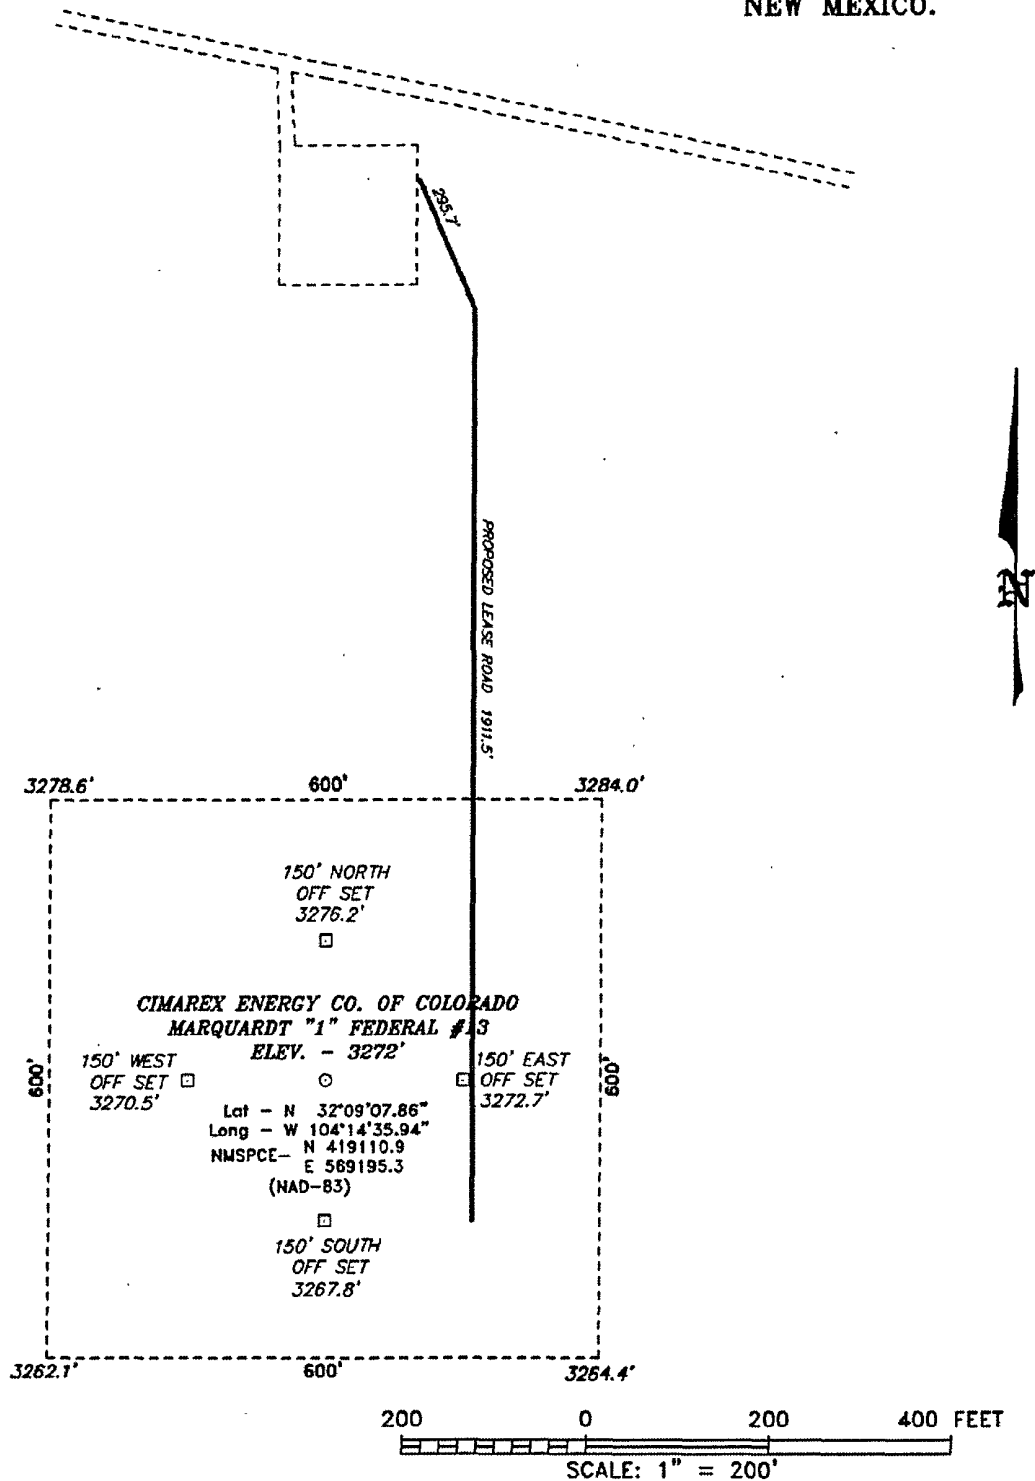 NEW MEXICO.
295.7'
PROPOSED LEASE ROAD 1911.5'
N
3278.6'
600'
3284.0'
150' NORTH
OFF SET
3276.2'
CIMAREX ENERGY CO. OF COLORADO
MARQUARDT "1" FEDERAL #13
ELEV. - 3272'
600'
150' WEST
OFF SET
3270.5'
150' EAST
OFF SET
3272.7'
600'
Lat - N 32°09'07.86"
Long - W 104°14'35.94"
NMSPCE- N 419110.9
E 569195.3
(NAD-83)
150' SOUTH
OFF SET
3267.8'
3262.1'
600'
3264.4'
200 0 200 400 FEET
SCALE: 1" = 200'